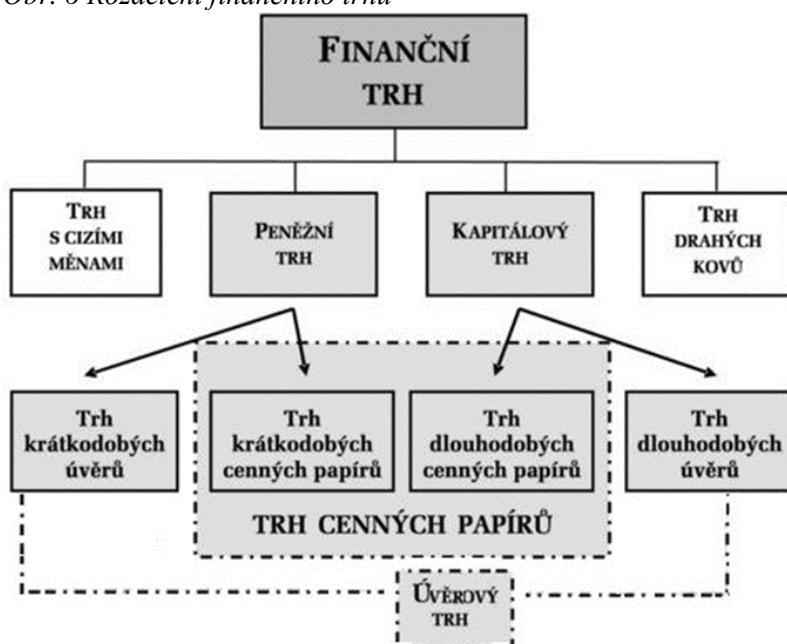 Obr. 6 Rozdělení finančního trhu
FINANČNÍ
TRH
TRH
S CIZÍMI
MĚNAMI
PENĚŽNÍ
TRH
KAPITÁLOVÝ
TRH
TRH
DRAHÝCH
KOVŮ
Trh
krátkodobých
úvěrů
Trh
krátkodobých
cenných papírů
Trh
dlouhodobých
cenných papírů
Trh
dlouhodobých
úvěrů
TRH CENNÝCH PAPÍRŮ
ÚVĚROVÝ
TRH